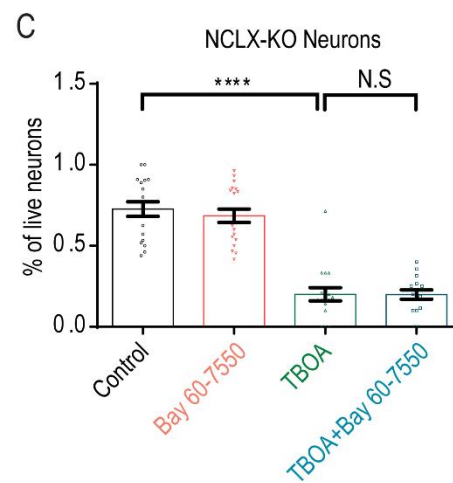 C
NCLX-KO Neurons
1.5
**** N.S
1.0
% of live neurons
0.5
0.0
Control
Bay 60-7550
TBOA
TBOA+Bay 60-7550